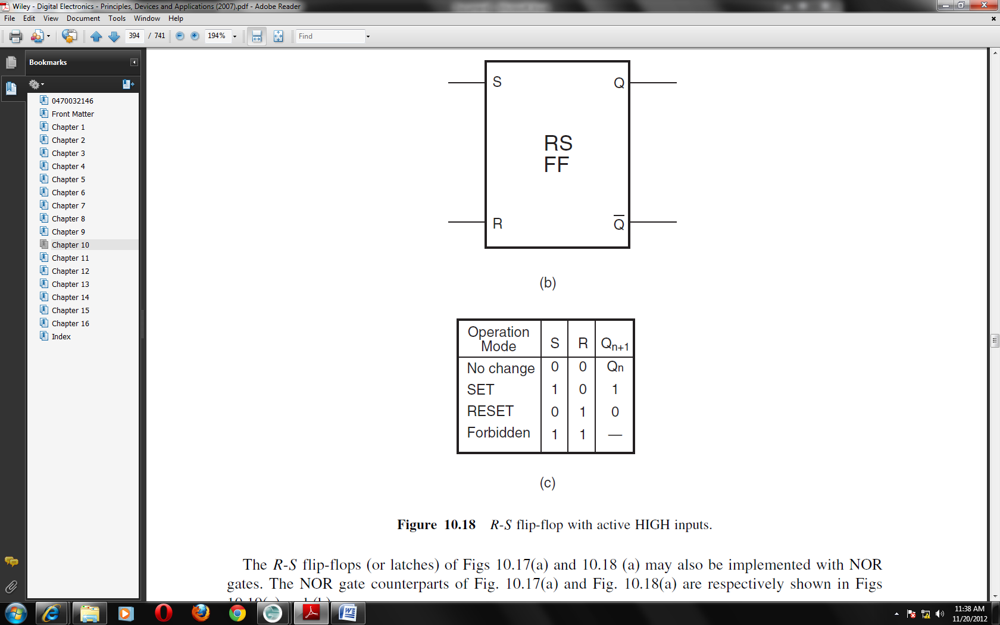 Wiley - Digital Electronics - Principles, Devices and Applications (2007).pdf - Adobe Reader
File Edit View Document Tools Window Help
394 / 741 194% Find
Bookmarks
0470032146
Front Matter
Chapter 1
Chapter 2
Chapter 3
Chapter 4
Chapter 5
Chapter 6
Chapter 7
Chapter 8
Chapter 9
Chapter 10
Chapter 11
Chapter 12
Chapter 13
Chapter 14
Chapter 15
Chapter 16
Index
S Q
RS
FF
R Q̅
(b)
Operation Mode S R Qn+1
No change 0 0 Qn
SET 1 0 1
RESET 0 1 0
Forbidden 1 1 —
(c)
Figure 10.18 R-S flip-flop with active HIGH inputs.
The R-S flip-flops (or latches) of Figs 10.17(a) and 10.18 (a) may also be implemented with NOR
gates. The NOR gate counterparts of Fig. 10.17(a) and Fig. 10.18(a) are respectively shown in Figs
11:38 AM
11/20/2012